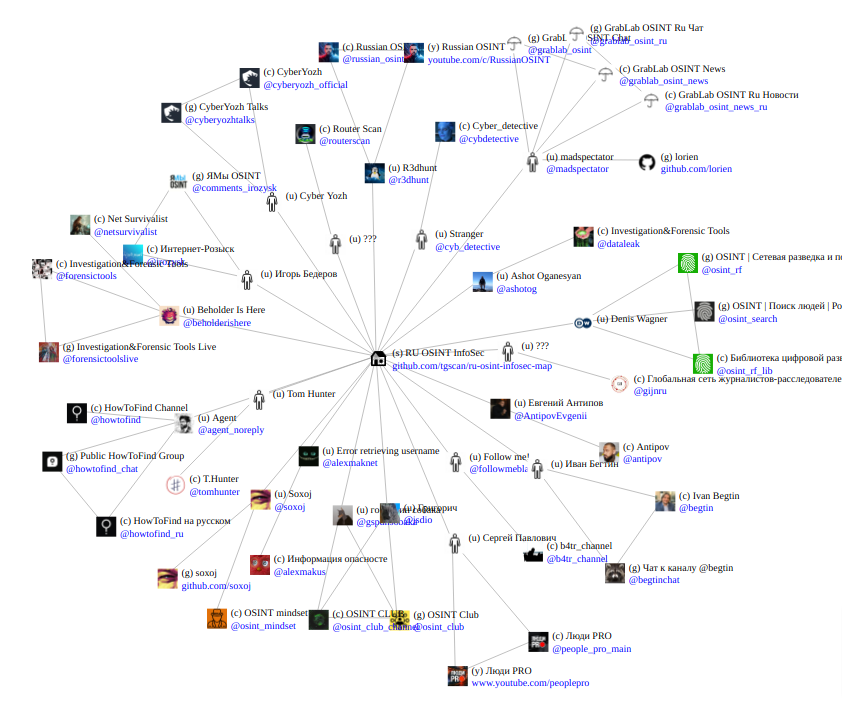 (g) GrabLab OSINT Ru Чат
@grablab_osint_ru
(c) Russian
@russian_osint
(y) Russian OSINT
youtube.com/c/RussianOSINT
(g)
OSINT Chat
@grablab_osint
(c) CyberYozh
@cyberyozh_official
(c) GrabLab OSINT News
@grablab_osint_news
(c) GrabLab OSINT Ru Новости
@grablab_osint_news_ru
(g) CyberYozh Talks
@cyberyozhtalks
(c) Router Scan
@routerscan
(c) Cyber_detective
@cybdetective
(u) R3dhunt
@r3dhunt
(u) madspectator
@madspectator
(g) lorien
github.com/lorien
(g) ЯМы OSINT
@comments_irozysk
(u) Cyber Yozh
(c) Net Survivalist
@netsurvivalist
(u) ???
(u) Stranger
@cyb_detective
(c) Investigation&Forensic Tools
@dataleak
(c) Интернет-Розыск
(c) Investigation&Forensic Tools
@forensictools
(u) Игорь Бедеров
(u) Ashot Oganesyan
@ashotog
(g) OSINT | Сетевая разведка и
@osint_rf
(u) Beholder Is Here
@beholderishere
(u) Denis Wagner
(g) OSINT | Поиск людей |
@osint_search
(g) Investigation&Forensic Tools Live
@forensictoolslive
(s) RU OSINT InfoSec
github.com/tgscan/ru-osint-infosec-map
(u) ???
(c) Библиотека цифровой
@osint_rf_lib
(c) Глобальная сеть журналистов-расследователе
@gijnru
(u) Tom Hunter
(c) HowToFind Channel
@howtofind
(u) Agent
@agent_noreply
(u) Евгений Антипов
@AntipovEvgenii
(g) Public HowToFind Group
@howtofind_chat
(u) Error retrieving username
@alexmaknet
(u) Follow me!
(u) Иван Бегтин
(c) Antipov
@antipov
(c) T.Hunter
@tomhunter
(u) Soxoj
@soxoj
(u)
(u) Григорич
@jsdio
(c) Ivan Begtin
@begtin
(c) HowToFind на русском
@howtofind_ru
(u) Сергей Павлович
(c) b4tr_channel
@b4tr_channel
(g) soxoj
github.com/soxoj
(c) Информация опасносте
@alexmakus
(g) Чат к каналу @begtin
@begtinchat
(c) OSINT mindset
@osint_mindset
(c) OSINT CLUB
@osint_club_channel
(g) OSINT Club
@osint_club
(c) Люди PRO
@people_pro_main
(y) Люди PRO
www.youtube.com/peoplepro